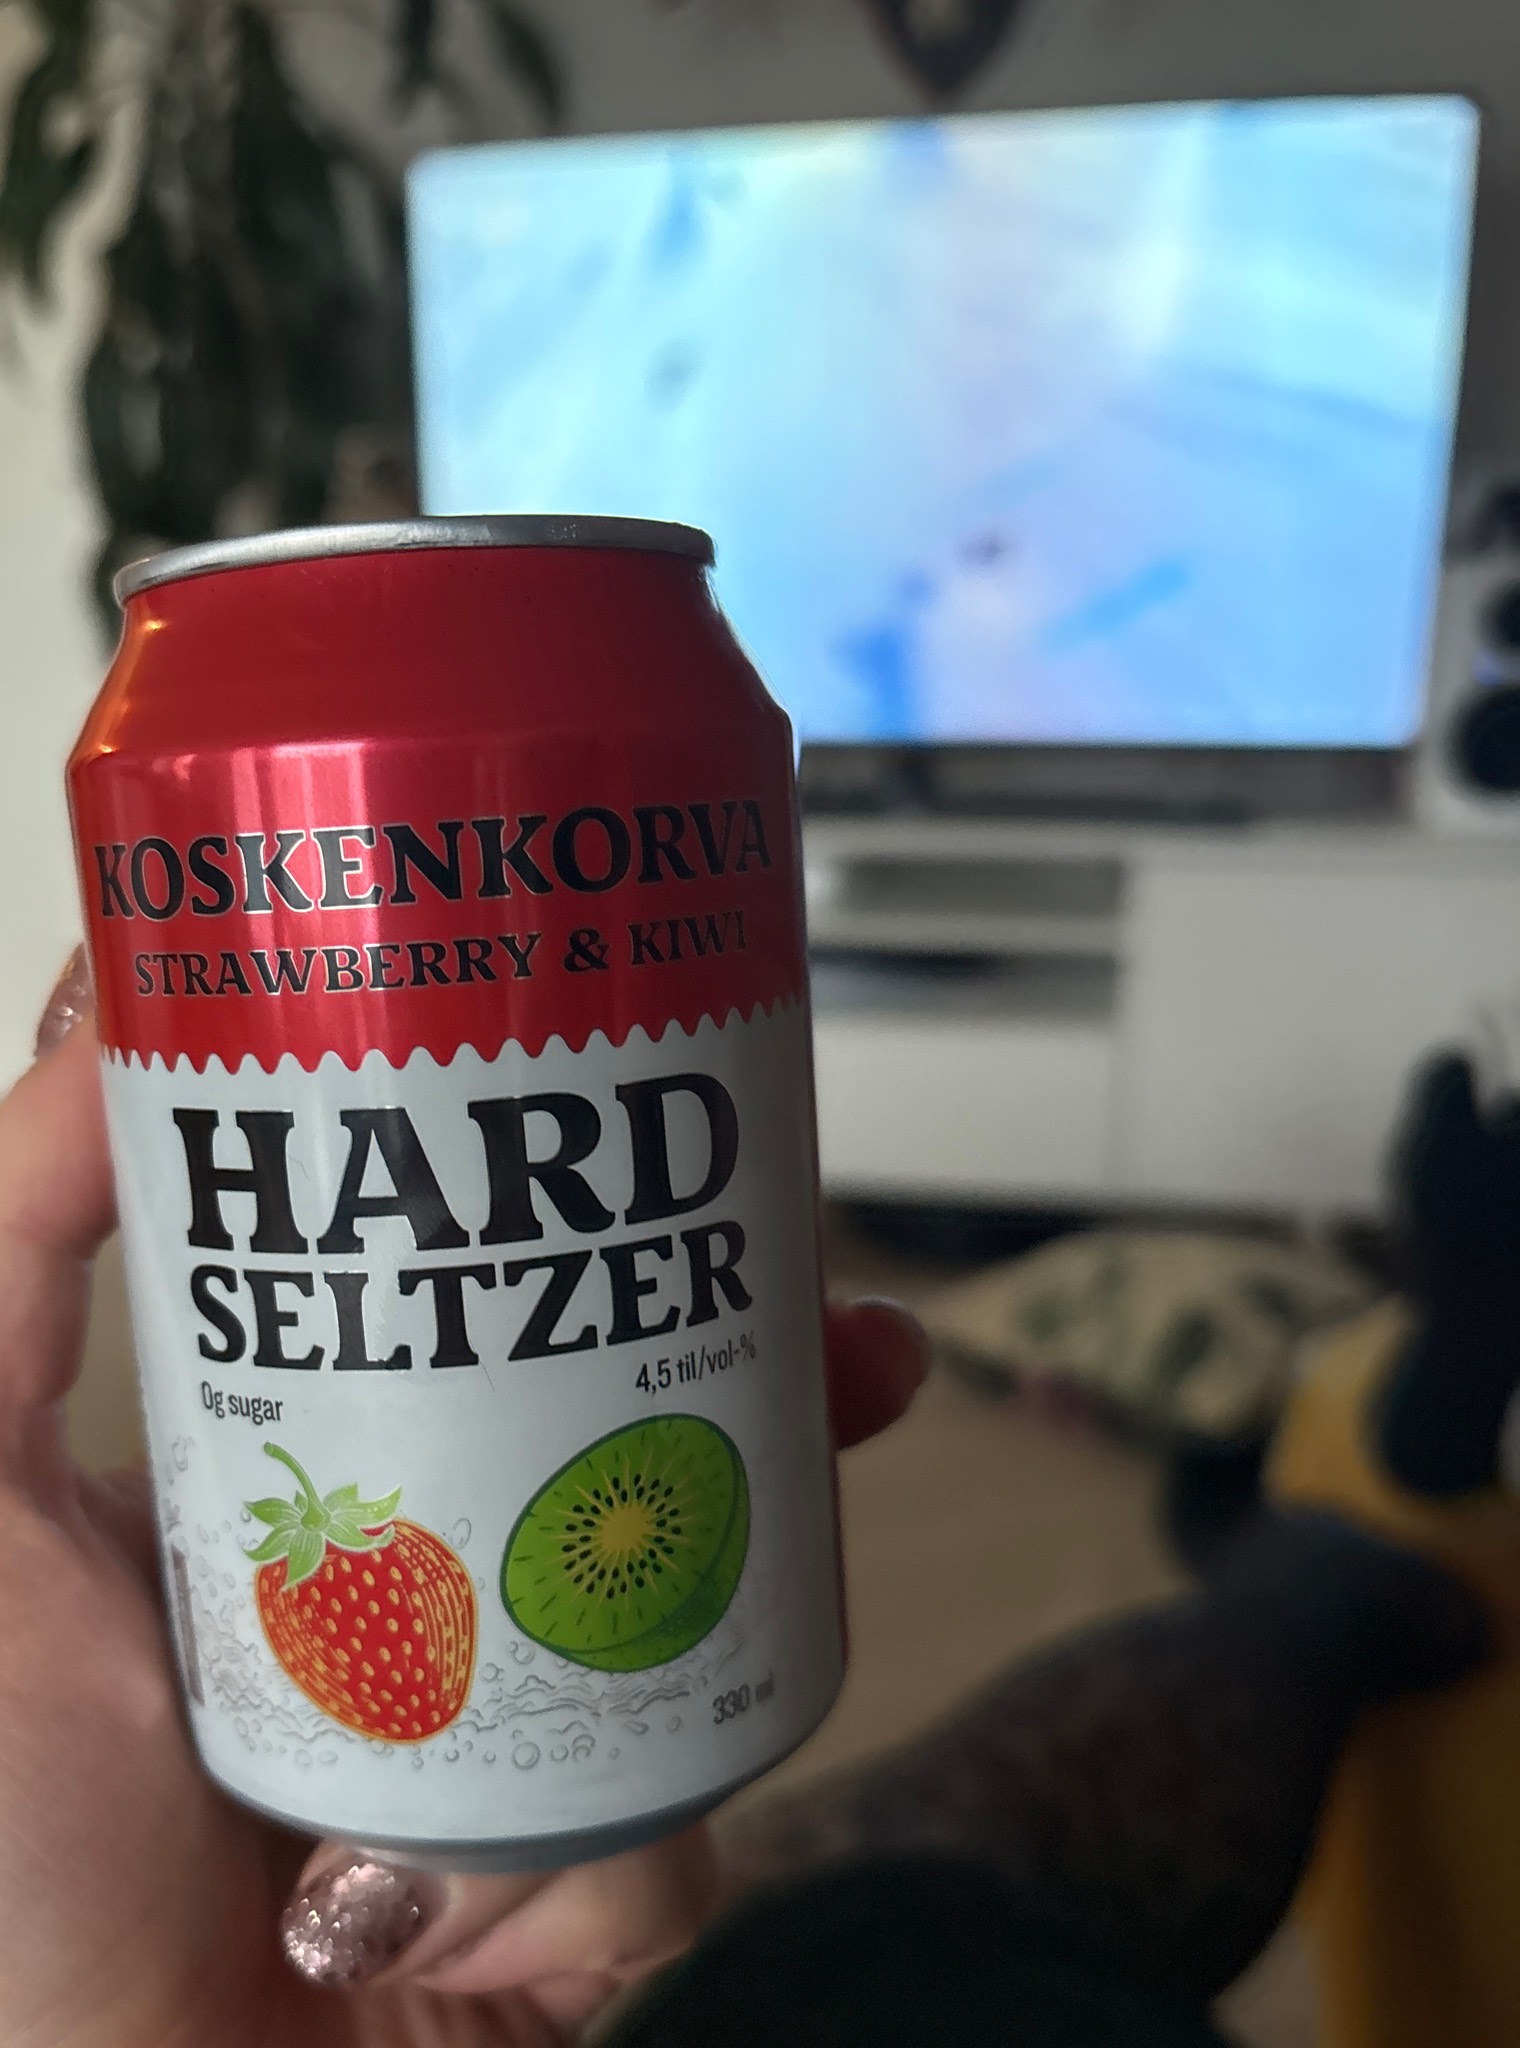 KOSKENKORVA
STRAWBERRY & KIWI
HARD
SELTZER
0g sugar
4,5 til/vol-%
330 ml